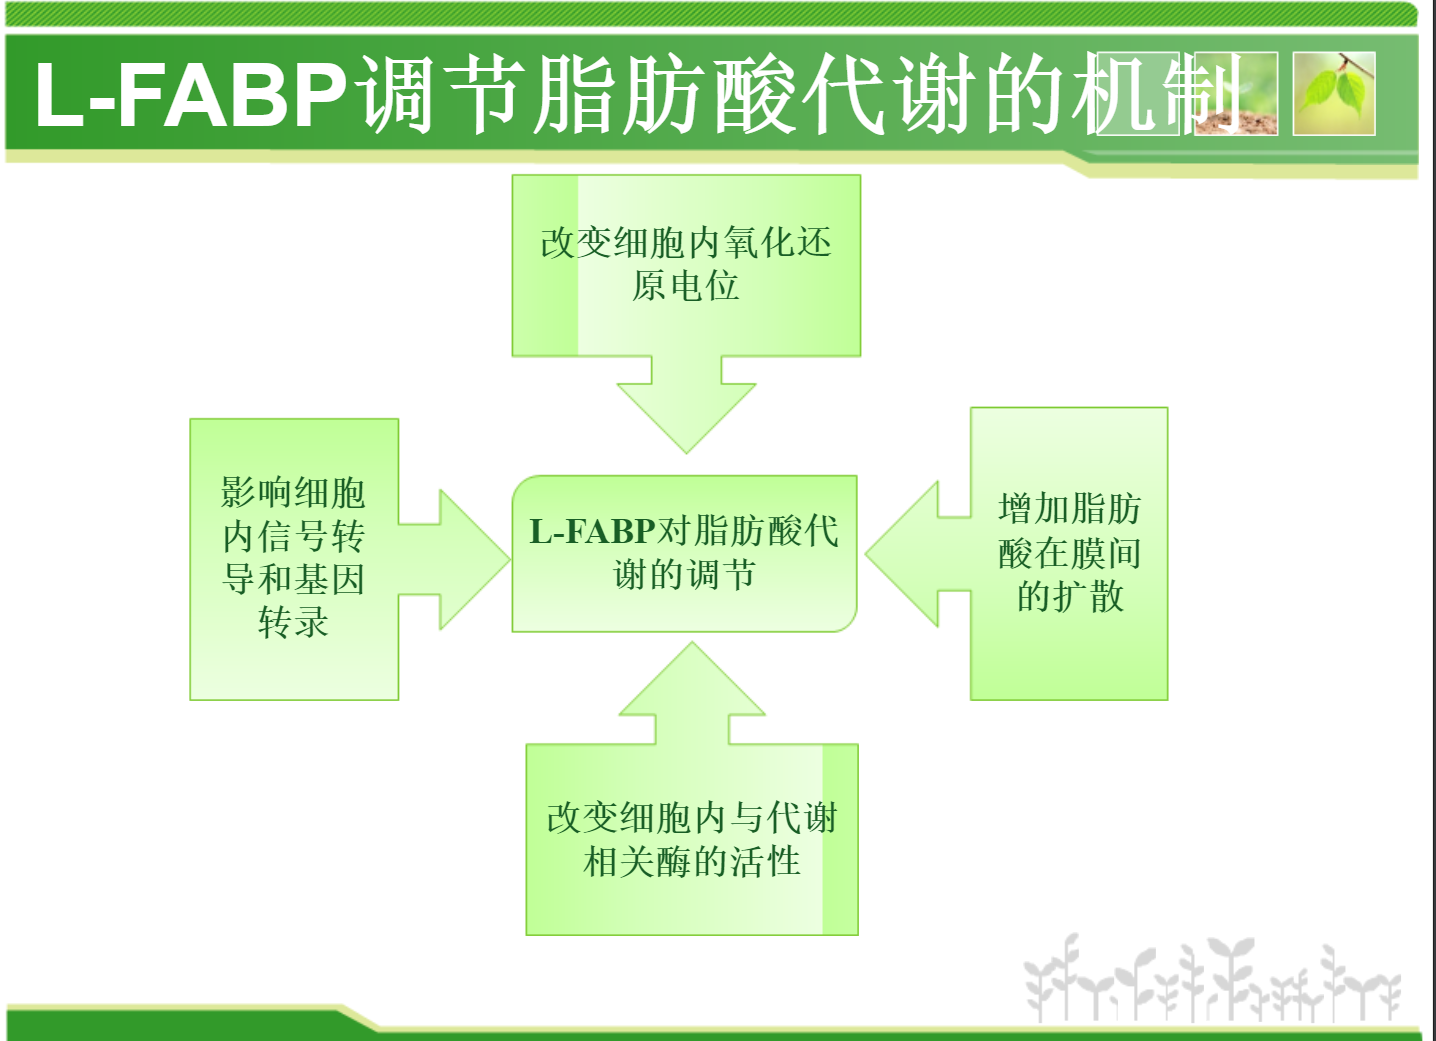 L-FABP调节脂肪酸代谢的机制
改变细胞内氧化还
原电位
影响细胞
内信号转
导和基因
转录
L-FABP对脂肪酸代
谢的调节
增加脂肪
酸在膜间
的扩散
改变细胞内与代谢
相关酶的活性